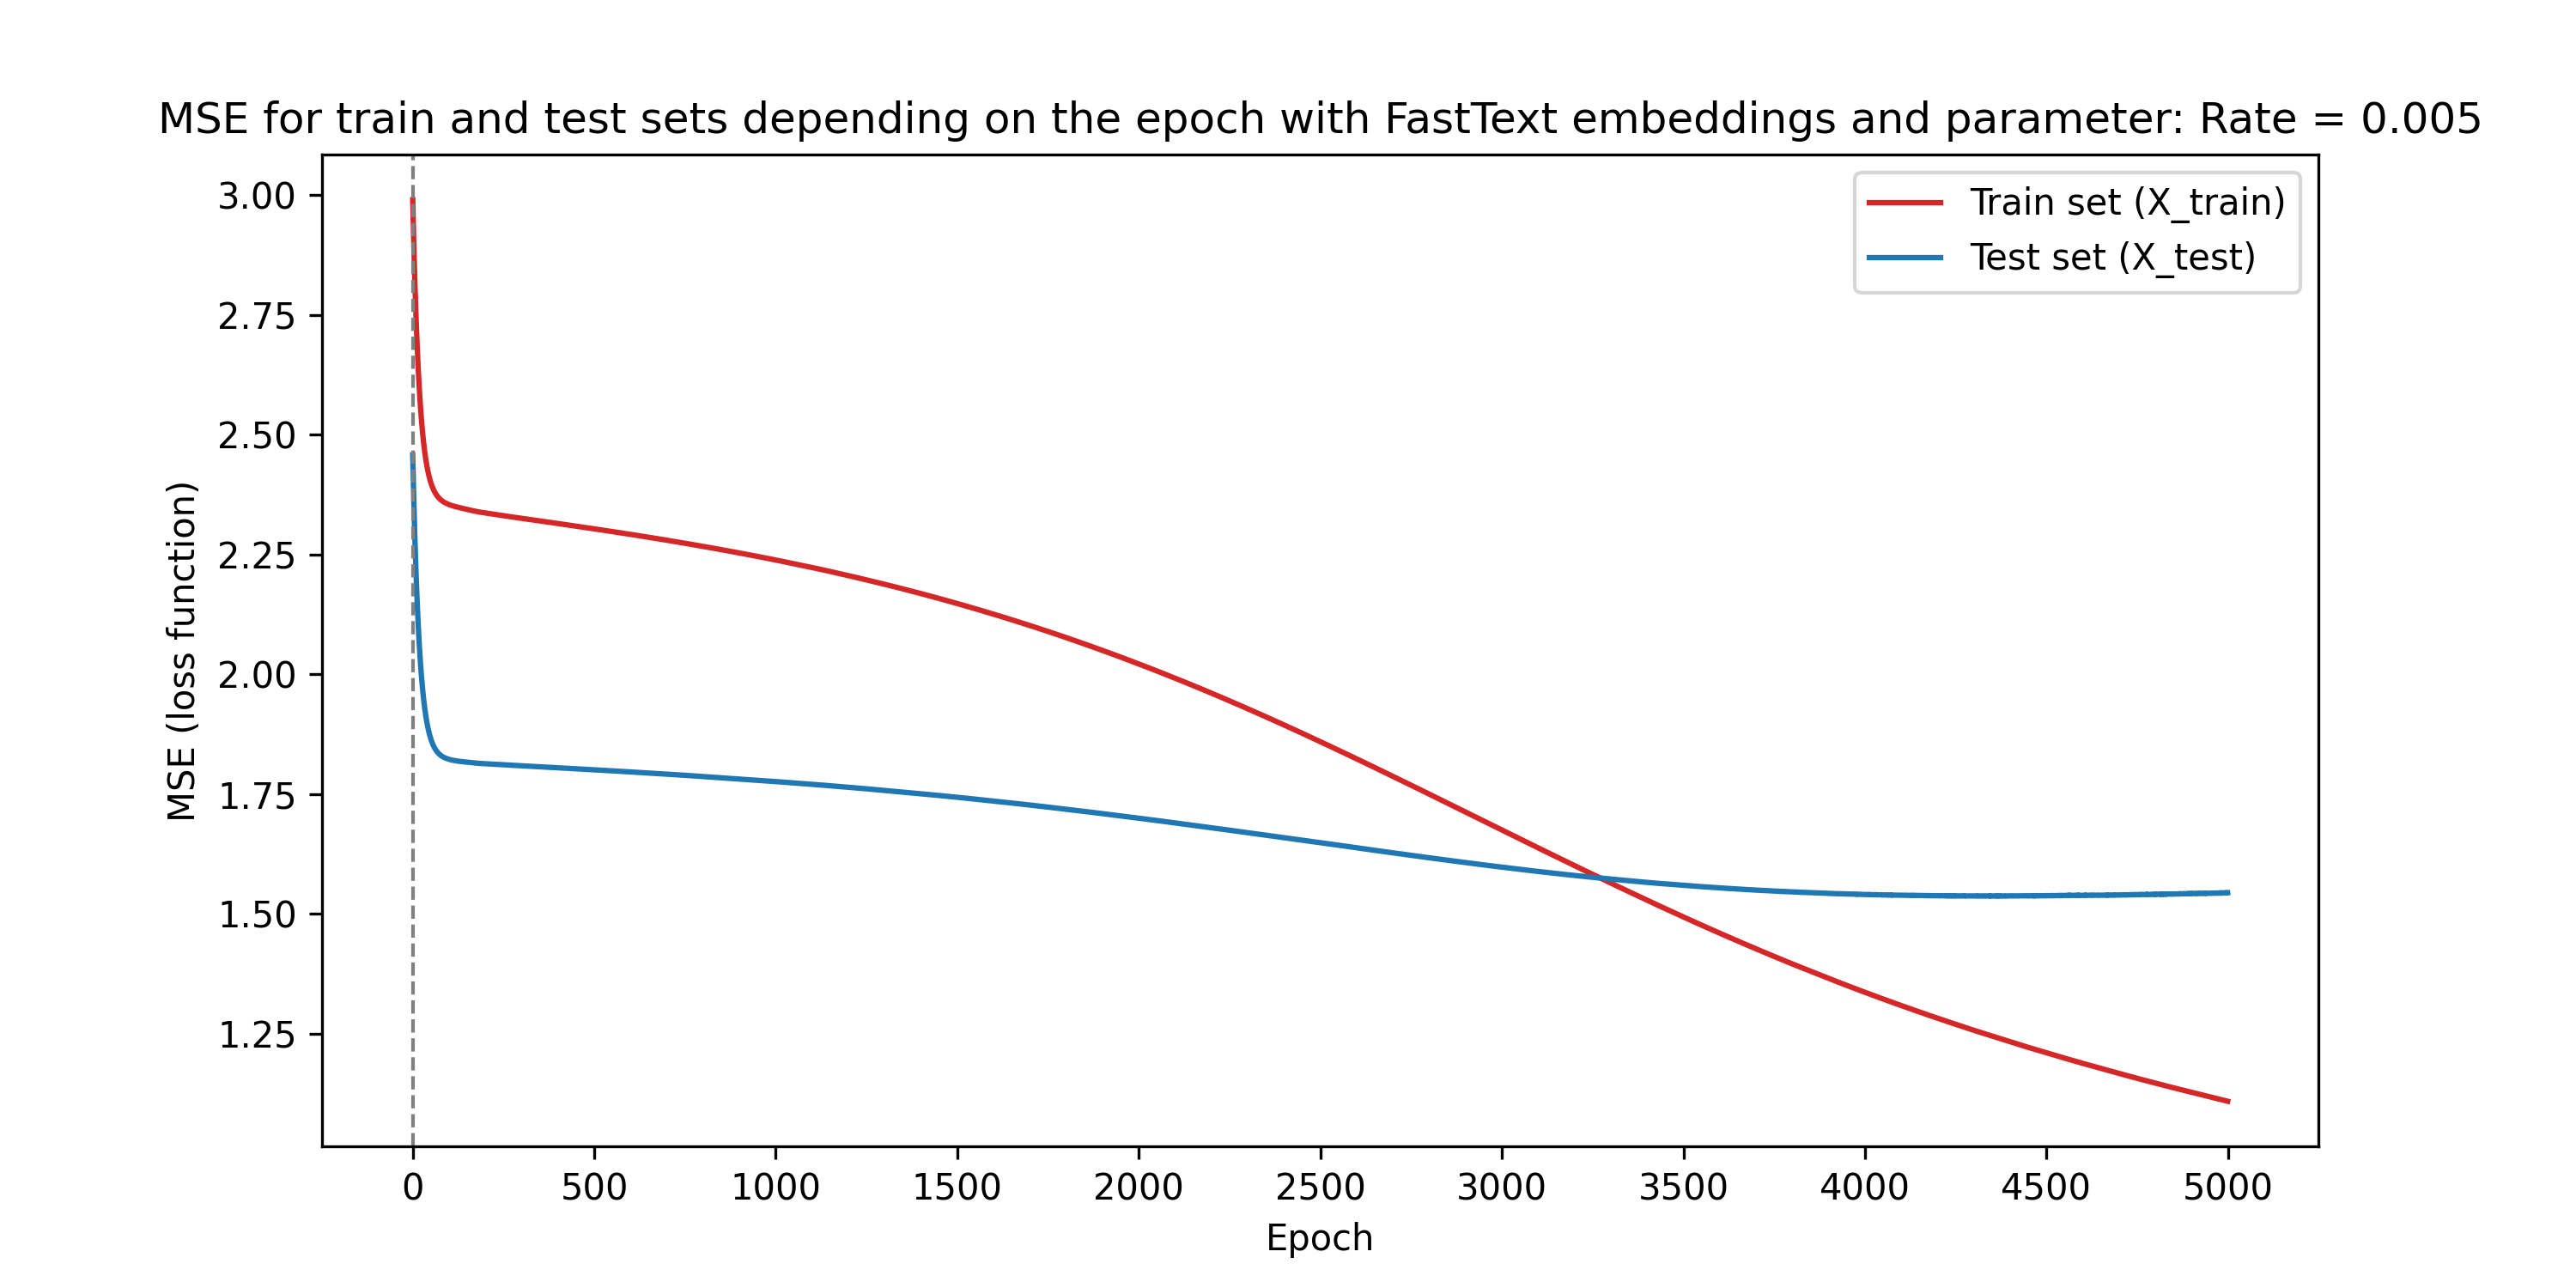 MSE for train and test sets depending on the epoch with FastText embeddings and parameter: Rate = 0.005
Train set (X_train)
Test set (X_test)
MSE (loss function)
3.00
2.75
2.50
2.25
2.00
1.75
1.50
1.25
0 500 1000 1500 2000 2500 3000 3500 4000 4500 5000
Epoch